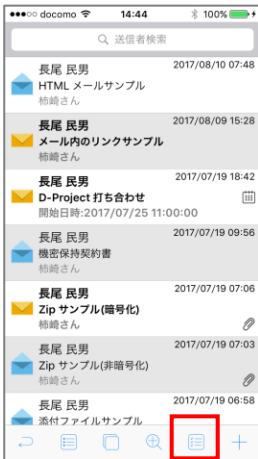 docomo 14:44 100%
送信者検索
長尾 民男 2017/08/10 07:48
HTML メールサンプル
柿崎さん
長尾 民男 2017/08/09 15:28
メール内のリンクサンプル
柿崎さん
長尾 民男 2017/07/19 18:42
D-Project 打ち合わせ
開始日時:2017/07/25 11:00:00
長尾 民男 2017/07/19 09:56
機密保持契約書
柿崎さん
長尾 民男 2017/07/19 07:06
Zip サンプル(暗号化)
柿崎さん
長尾 民男 2017/07/19 07:03
Zip サンプル(非暗号化)
柿崎さん
長尾 民男 2017/07/19 06:58
添付ファイルサンプル